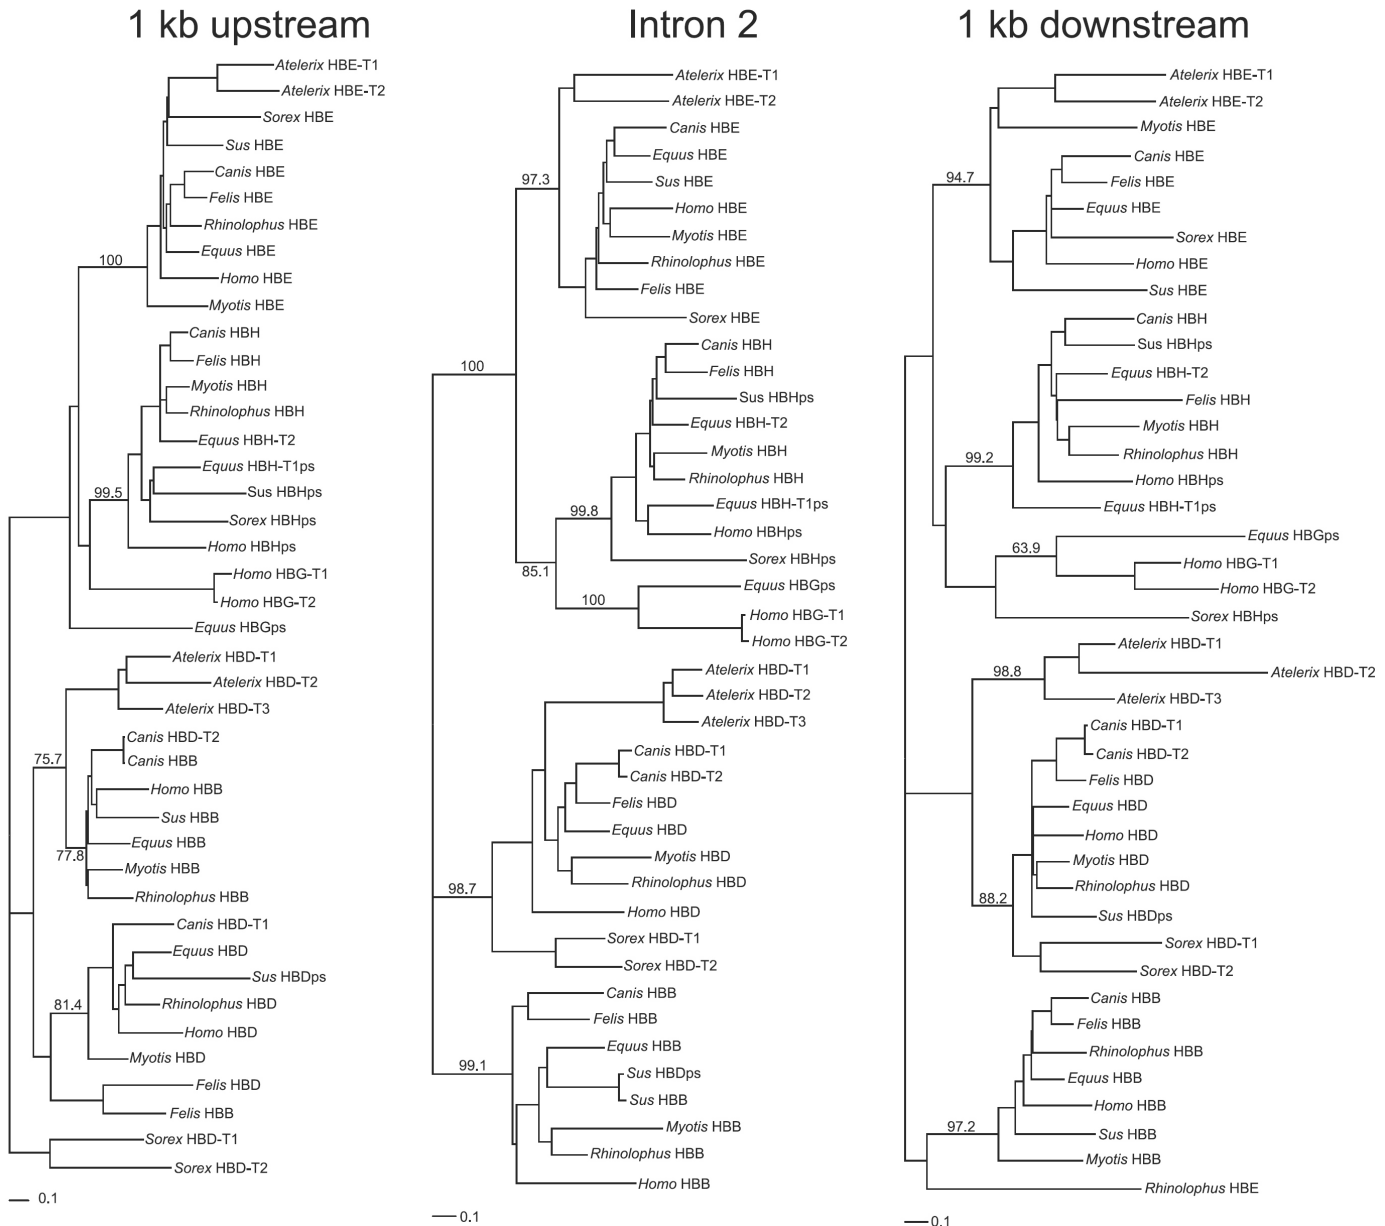 1 kb upstream
Atelerix HBE-T1
Atelerix HBE-T2
Sorex HBE
Sus HBE
Canis HBE
Felis HBE
Rhinolophus HBE
Equus HBE
100
Homo HBE
Myotis HBE
Canis HBH
Felis HBH
Myotis HBH
Rhinolophus HBH
Equus HBH-T2
Equus HBH-T1ps
99.5
Sus HBHps
Sorex HBHps
Homo HBHps
Homo HBG-T1
Homo HBG-T2
Equus HBGps
Atelerix HBD-T1
Atelerix HBD-T2
Atelerix HBD-T3
Canis HBD-T2
75.7
Canis HBB
Homo HBB
Sus HBB
Equus HBB
77.8
Myotis HBB
Rhinolophus HBB
Canis HBD-T1
Equus HBD
Sus HBDps
81.4
Rhinolophus HBD
Homo HBD
Myotis HBD
Felis HBD
Felis HBB
Sorex HBD-T1
Sorex HBD-T2
0.1
Intron 2
Atelerix HBE-T1
Atelerix HBE-T2
Canis HBE
Equus HBE
97.3
Sus HBE
Homo HBE
Myotis HBE
Rhinolophus HBE
Felis HBE
Sorex HBE
Canis HBH
100
Felis HBH
Sus HBHps
Equus HBH-T2
Myotis HBH
Rhinolophus HBH
Equus HBH-T1ps
99.8
Homo HBHps
Sorex HBHps
85.1
Equus HBGps
100
Homo HBG-T1
Homo HBG-T2
Atelerix HBD-T1
Atelerix HBD-T2
Atelerix HBD-T3
Canis HBD-T1
Canis HBD-T2
Felis HBD
Equus HBD
Myotis HBD
Rhinolophus HBD
98.7
Homo HBD
Sorex HBD-T1
Sorex HBD-T2
Canis HBB
Felis HBB
Equus HBB
99.1
Sus HBDps
Sus HBB
Myotis HBB
Rhinolophus HBB
Homo HBB
0.1
1 kb downstream
Atelerix HBE-T1
Atelerix HBE-T2
Myotis HBE
Canis HBE
94.7
Felis HBE
Equus HBE
Sorex HBE
Homo HBE
Sus HBE
Canis HBH
Sus HBHps
Equus HBH-T2
Felis HBH
Myotis HBH
99.2
Rhinolophus HBH
Homo HBHps
Equus HBH-T1ps
Equus HBGps
63.9
Homo HBG-T1
Homo HBG-T2
Sorex HBHps
Atelerix HBD-T1
98.8
Atelerix HBD-T2
Atelerix HBD-T3
Canis HBD-T1
Canis HBD-T2
Felis HBD
Equus HBD
Homo HBD
Myotis HBD
Rhinolophus HBD
88.2
Sus HBDps
Sorex HBD-T1
Sorex HBD-T2
Canis HBB
Felis HBB
Rhinolophus HBB
Equus HBB
Homo HBB
97.2
Sus HBB
Myotis HBB
Rhinolophus HBE
0.1